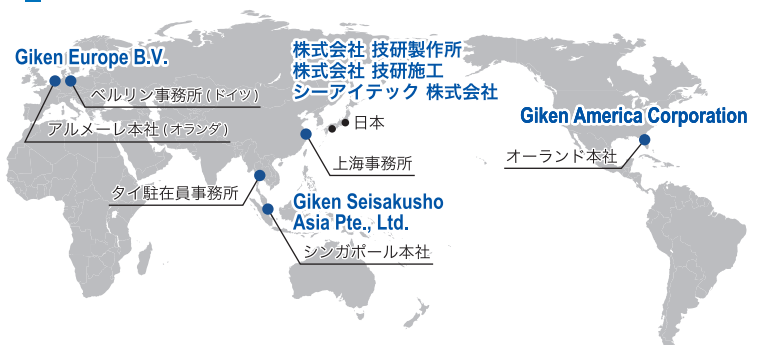 Giken Europe B.V.
ベルリン事務所 (ドイツ)
アルメーレ本社 (オランダ)
株式会社 技研製作所
株式会社 技研施工
シーアイテック 株式会社
日本
上海事務所
タイ駐在員事務所
Giken Seisakusho
Asia Pte., Ltd.
シンガポール本社
Giken America Corporation
オーランド本社